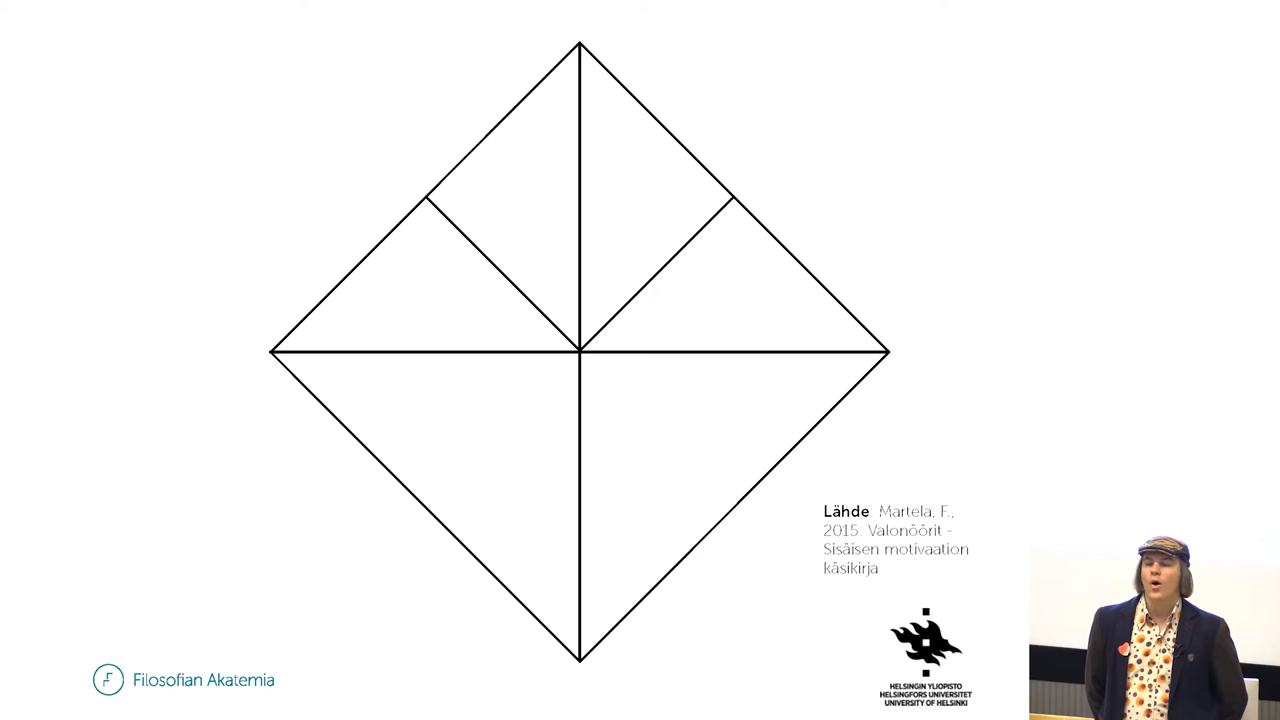 Lähde: Martela, F.,
2015: Valonöörit -
Sisäisen motivaation
käsikirja
Filosofian Akatemia
HELSINGIN YLIOPISTO
HELSINGFORS UNIVERSITET
UNIVERSITY OF HELSINKI